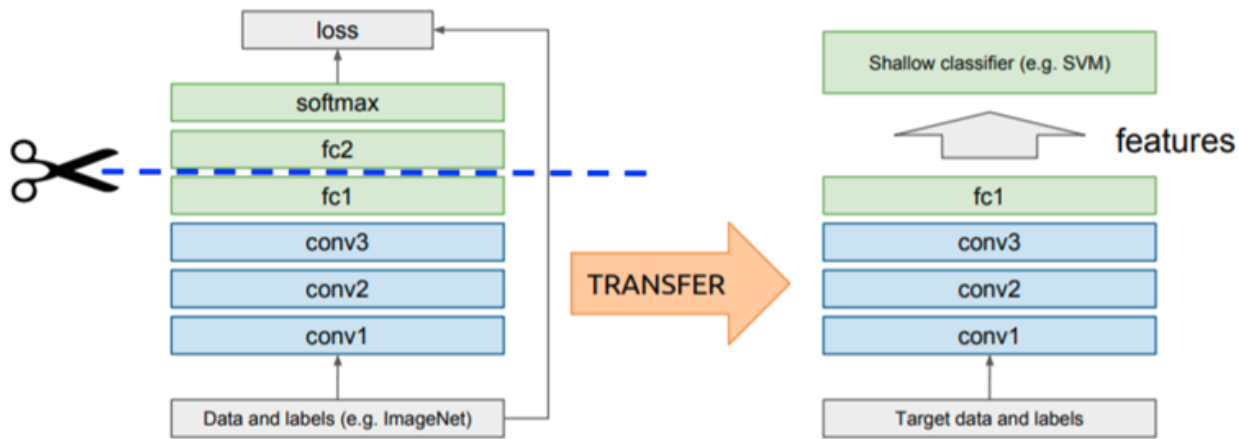 loss
softmax
fc2
fc1
conv3
conv2
conv1
Data and labels (e.g. ImageNet)
TRANSFER
Shallow classifier (e.g. SVM)
features
fc1
conv3
conv2
conv1
Target data and labels